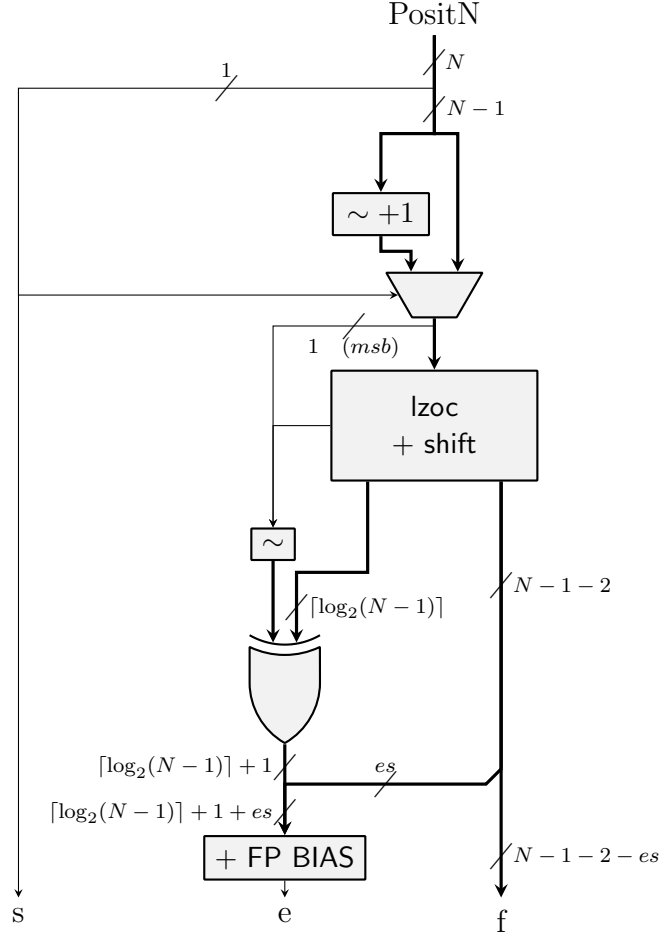 PositN
N
1
N − 1
∼ +1
1 (msb)
lzoc
+ shift
∼
N − 1 − 2
⌈log₂(N − 1)⌉
⌈log₂(N − 1)⌉ + 1
es
⌈log₂(N − 1)⌉ + 1 + es
+ FP BIAS
N − 1 − 2 − es
s
e
f